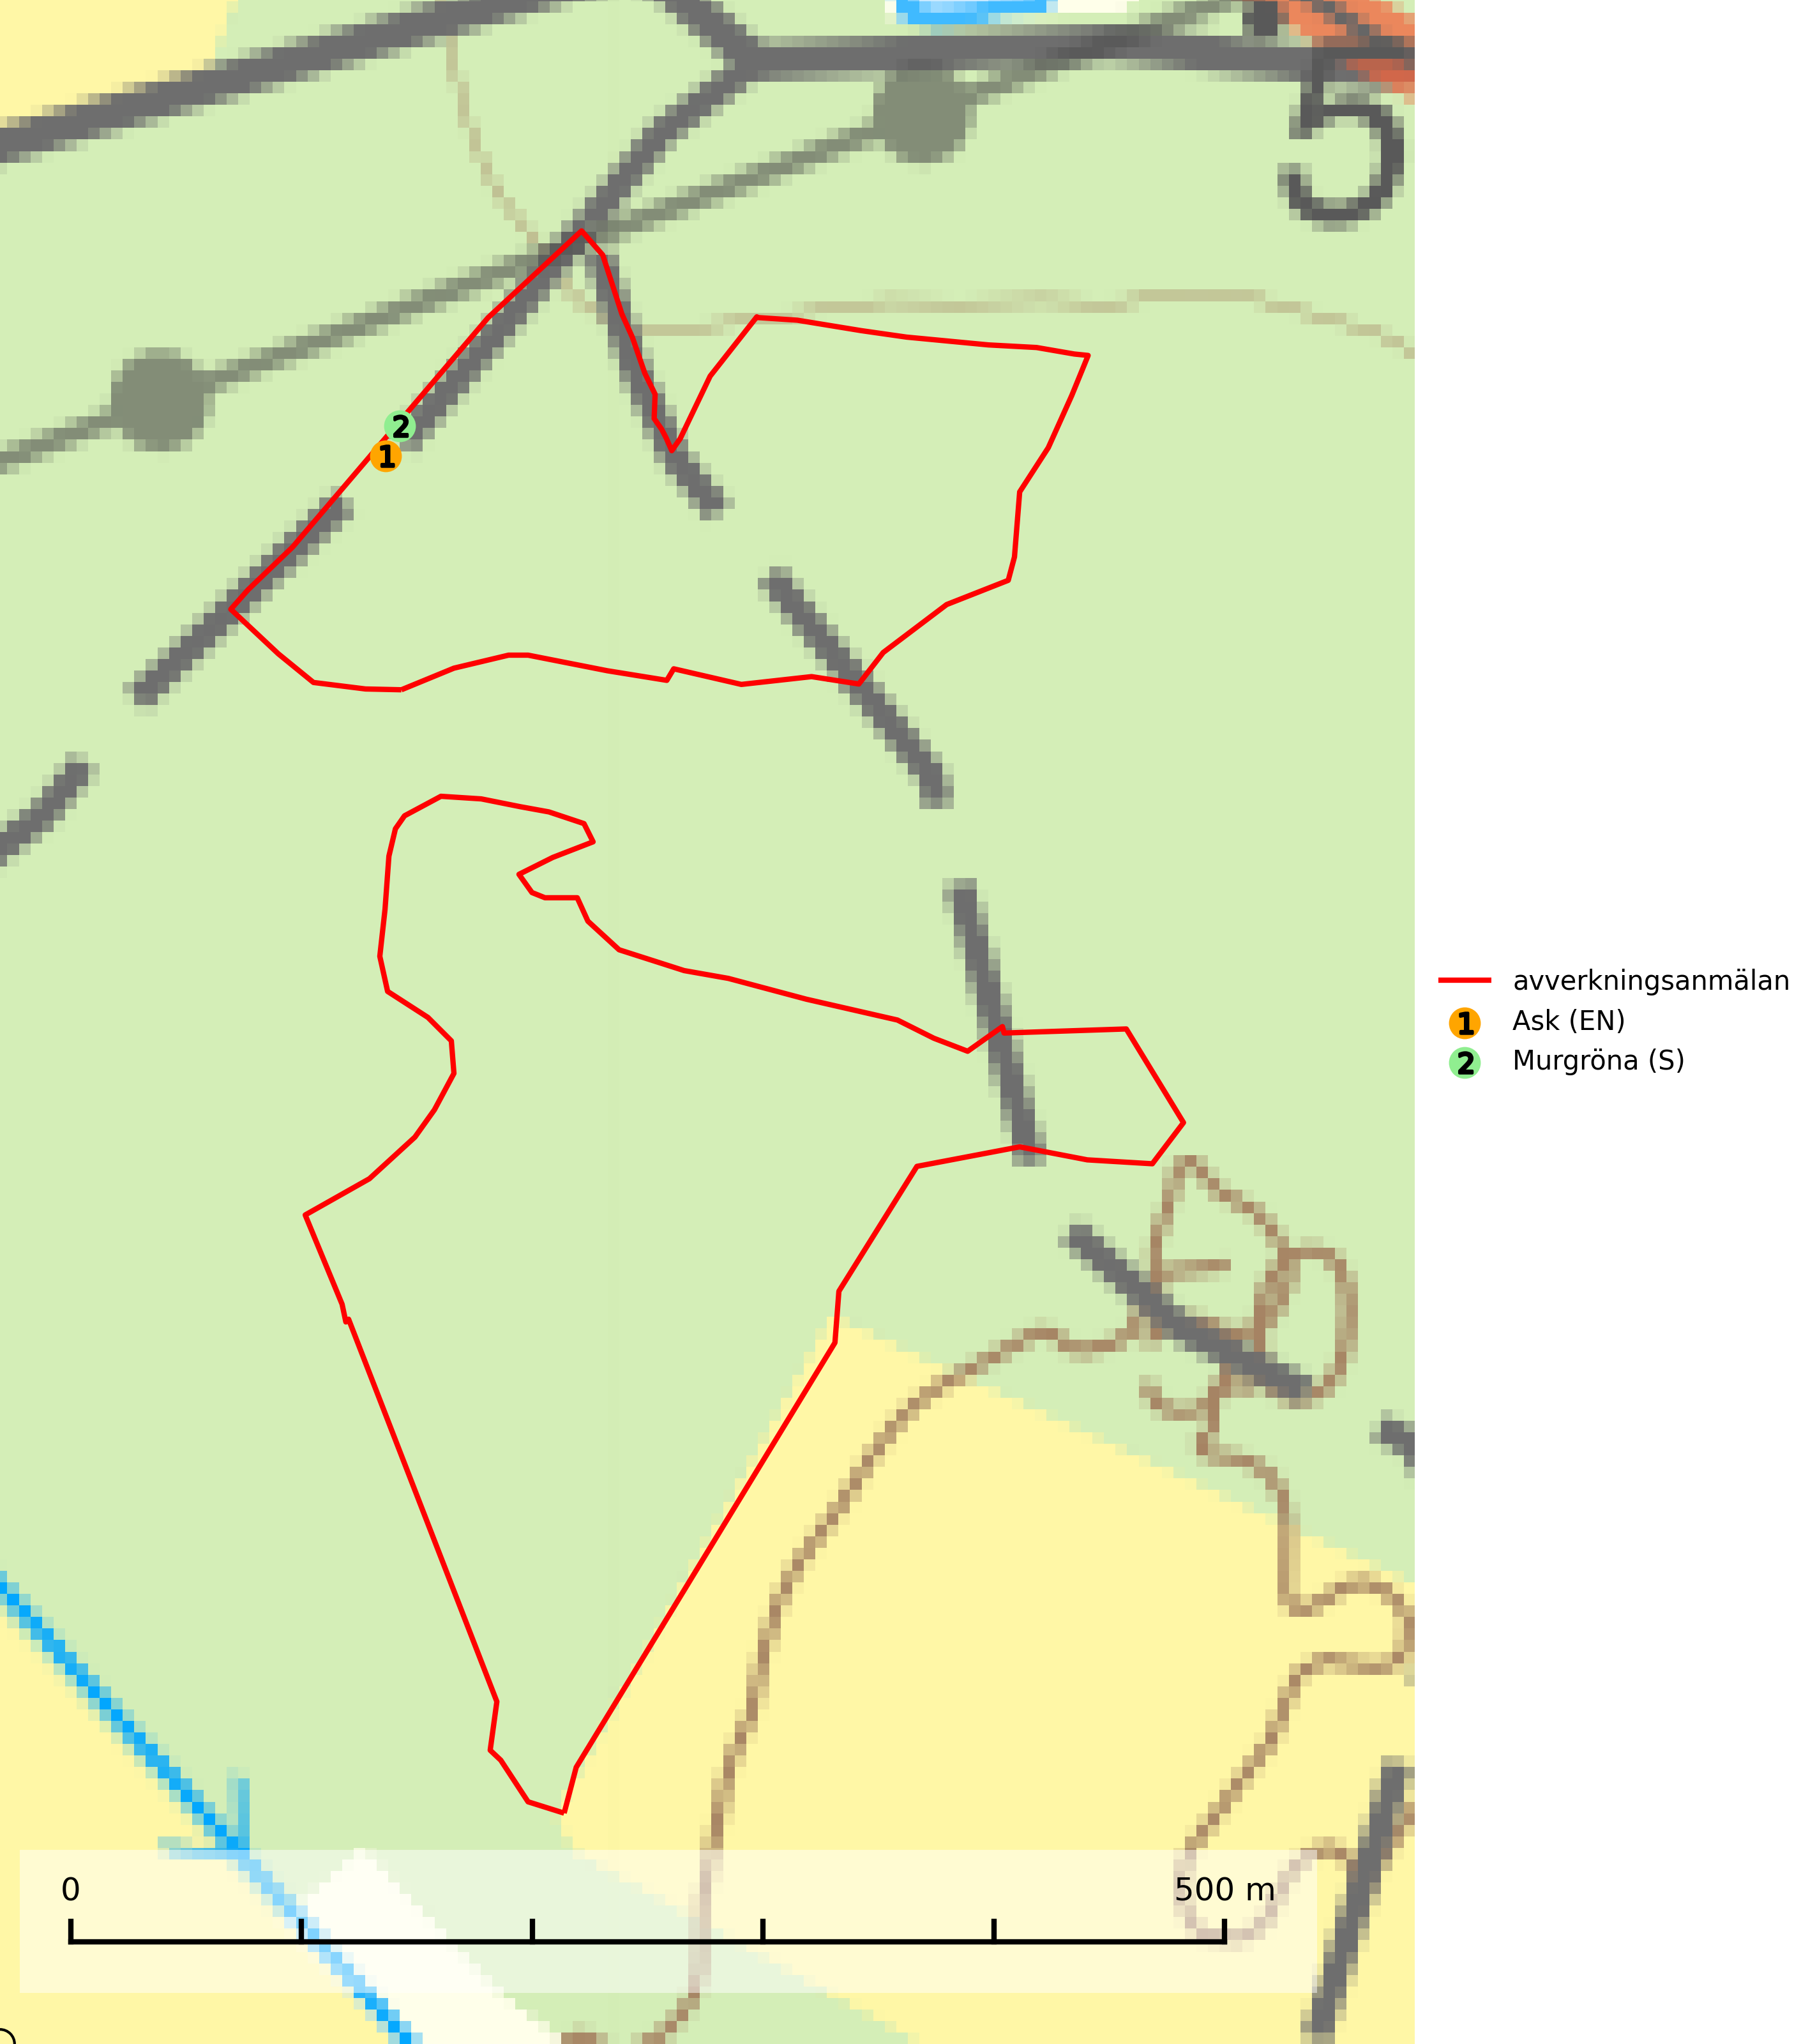 5
2
1
avverkningsanmälan
1 Ask (EN)
2 Murgröna (S)
0 500 m